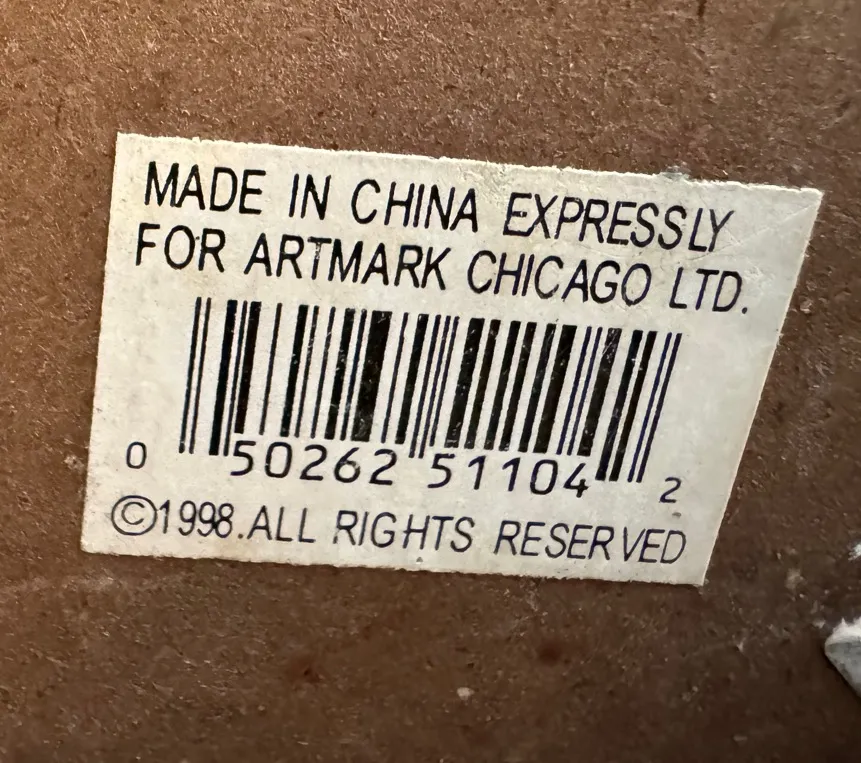 MADE IN CHINA EXPRESSLY
FOR ARTMARK CHICAGO LTD.
0 50262 51104 2
©1998.ALL RIGHTS RESERVED